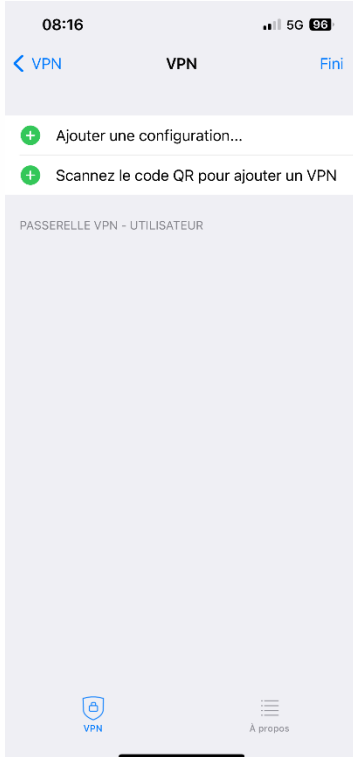 08:16
5G 96
VPN
VPN
Fini
Ajouter une configuration...
Scannez le code QR pour ajouter un VPN
PASSERELLE VPN - UTILISATEUR
VPN
À propos